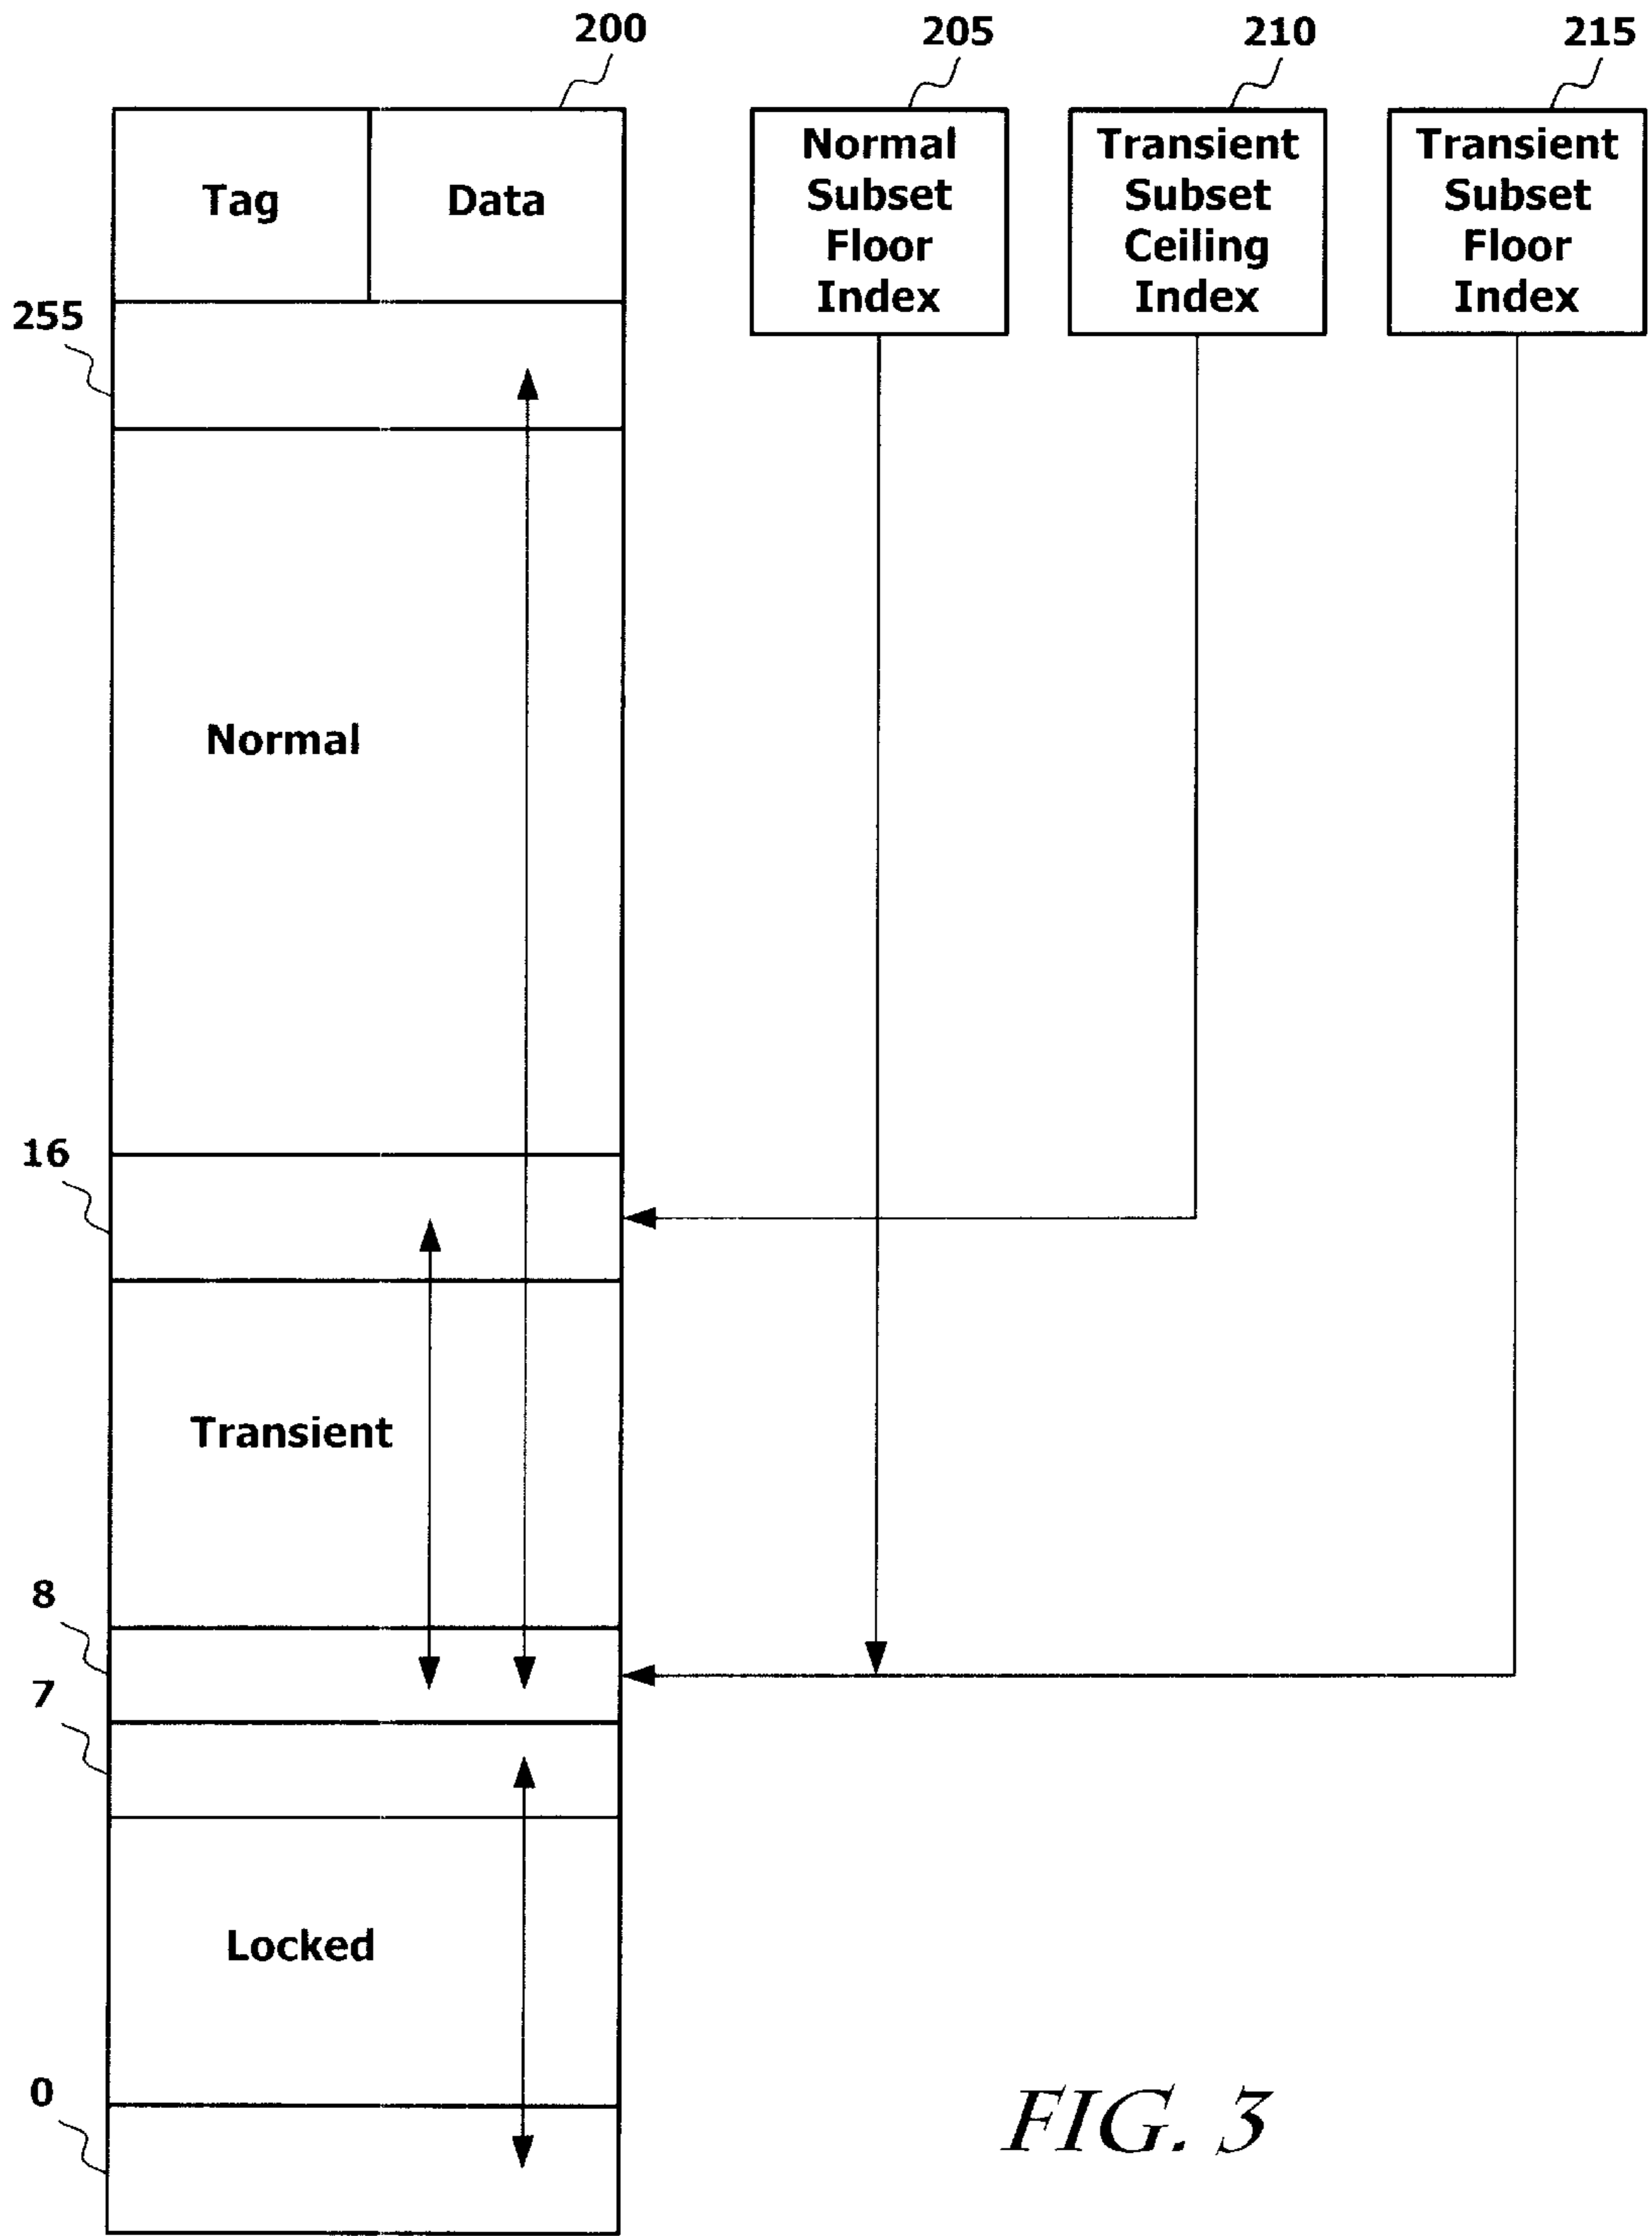 200
205
210
215
Tag
Data
Normal
Subset
Floor
Index
Transient
Subset
Ceiling
Index
Transient
Subset
Floor
Index
255
Normal
16
Transient
8
7
Locked
0
FIG. 3